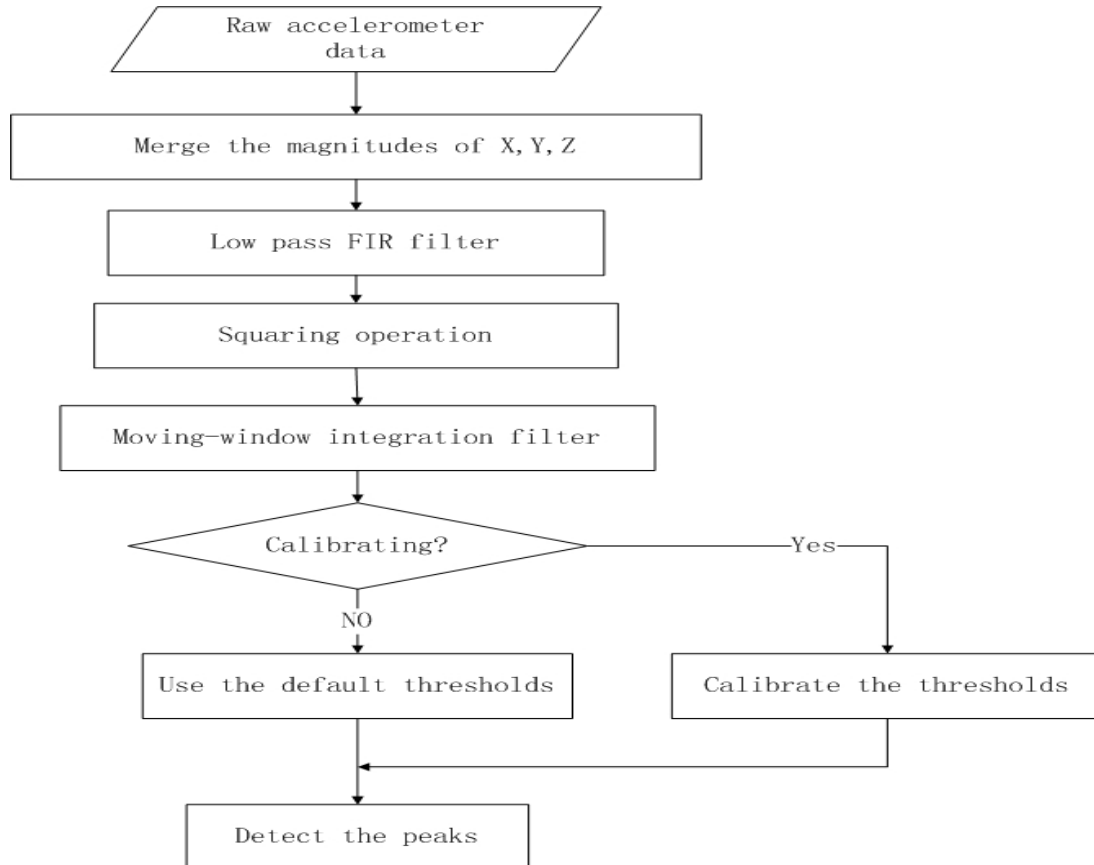 Raw accelerometer
data
Merge the magnitudes of X,Y,Z
Low pass FIR filter
Squaring operation
Moving-window integration filter
Calibrating?
Yes
NO
Use the default thresholds
Calibrate the thresholds
Detect the peaks